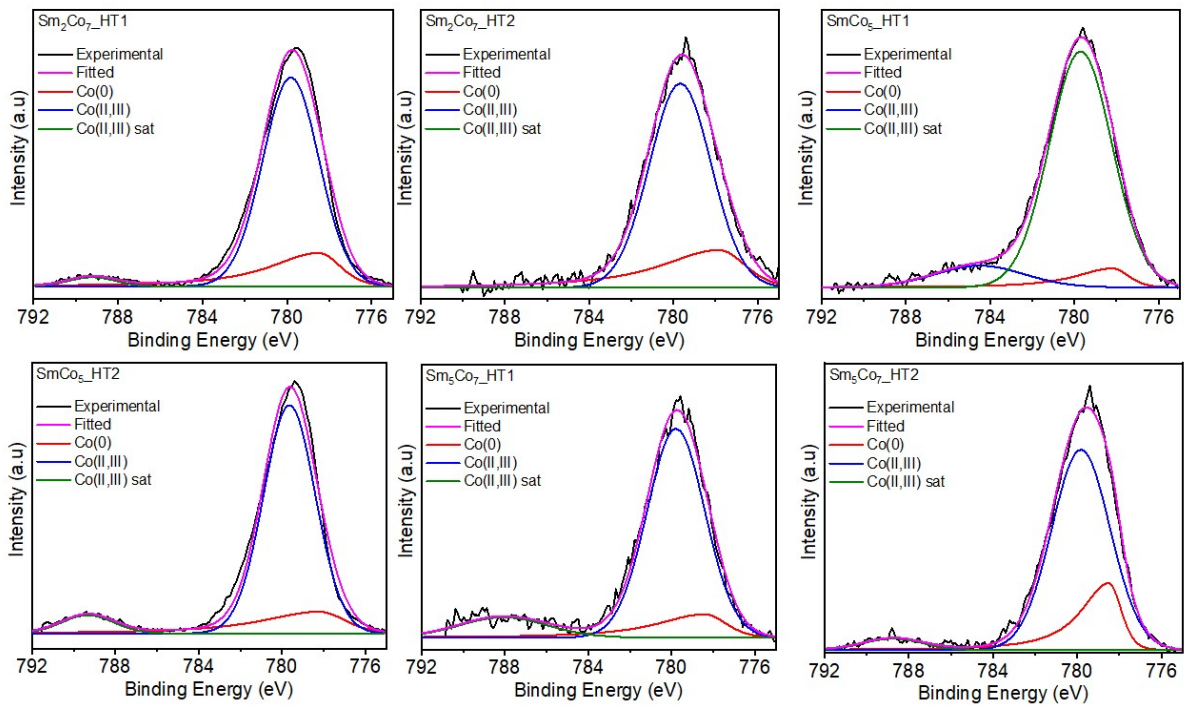 Sm₂Co₇_HT1
Experimental
Fitted
Co(0)
Co(II,III)
Co(II,III) sat
Intensity (a.u)
792 788 784 780 776
Binding Energy (eV)
Sm₂Co₇_HT2
Experimental
Fitted
Co(0)
Co(II,III)
Co(II,III) sat
Intensity (a.u)
792 788 784 780 776
Binding Energy (eV)
SmCo₅_HT1
Experimental
Fitted
Co(0)
Co(II,III)
Co(II,III) sat
Intensity (a.u)
792 788 784 780 776
Binding Energy (eV)
SmCo₅_HT2
Experimental
Fitted
Co(0)
Co(II,III)
Co(II,III) sat
Intensity (a.u)
792 788 784 780 776
Binding Energy (eV)
Sm₅Co₇_HT1
Experimental
Fitted
Co(0)
Co(II,III)
Co(II,III) sat
Intensity (a.u)
792 788 784 780 776
Binding Energy (eV)
Sm₅Co₇_HT2
Experimental
Fitted
Co(0)
Co(II,III)
Co(II,III) sat
Intensity (a.u)
792 788 784 780 776
Binding Energy (eV)